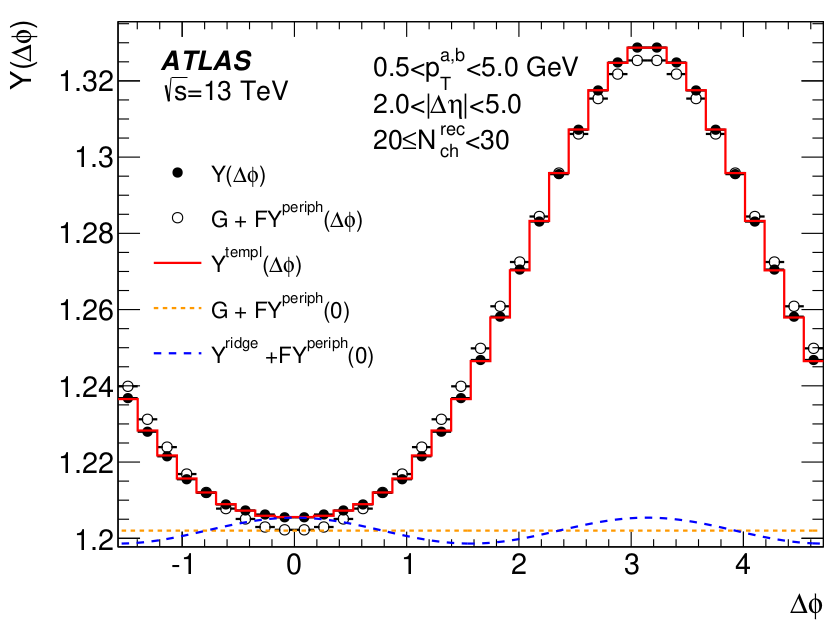 Y(Δϕ)
ATLAS
√s=13 TeV
0.5<p_T^{a,b}<5.0 GeV
2.0<|Δη|<5.0
20≤N_ch^rec<30
Y(Δϕ)
G + FY^periph(Δϕ)
Y^templ(Δϕ)
G + FY^periph(0)
Y^ridge +FY^periph(0)
1.32
1.3
1.28
1.26
1.24
1.22
1.2
-1 0 1 2 3 4
Δϕ